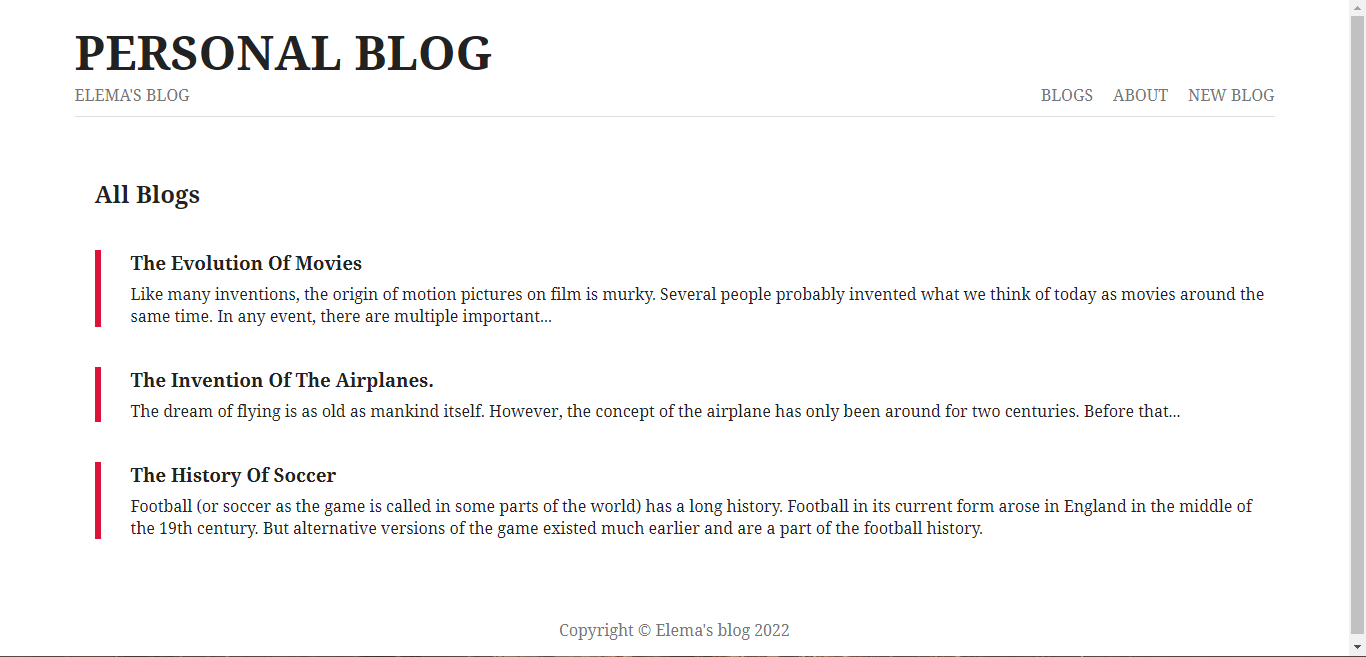 PERSONAL BLOG
ELEMA'S BLOG
BLOGS ABOUT NEW BLOG
All Blogs
The Evolution Of Movies
Like many inventions, the origin of motion pictures on film is murky. Several people probably invented what we think of today as movies around the
same time. In any event, there are multiple important...
The Invention Of The Airplanes.
The dream of flying is as old as mankind itself. However, the concept of the airplane has only been around for two centuries. Before that...
The History Of Soccer
Football (or soccer as the game is called in some parts of the world) has a long history. Football in its current form arose in England in the middle of
the 19th century. But alternative versions of the game existed much earlier and are a part of the football history.
Copyright © Elema's blog 2022